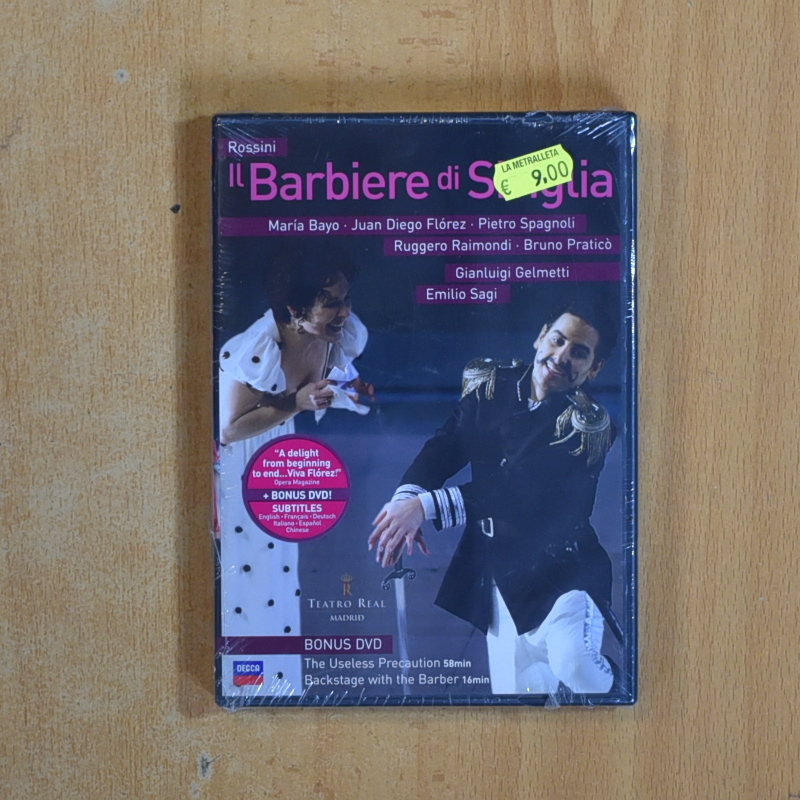 Rossini
Il Barbiere di Siviglia
LA METRALLETA
€ 9,00
María Bayo · Juan Diego Flórez · Pietro Spagnoli
Ruggero Raimondi · Bruno Praticò
Gianluigi Gelmetti
Emilio Sagi
"A delight
from beginning
to end...Viva Flórez!"
Opera Magazine
+ BONUS DVD!
SUBTITLES
English · Français · Deutsch
Italiano · Español
Chinese
R
TEATRO REAL
MADRID
BONUS DVD
The Useless Precaution 58min
Backstage with the Barber 16min
DECCA